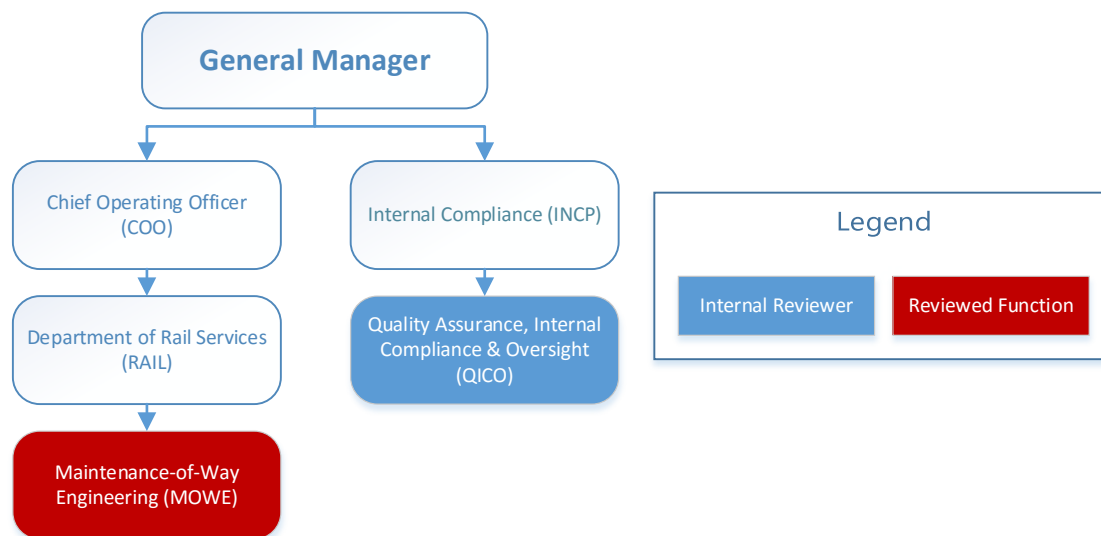 General Manager
Chief Operating Officer
(COO)
Internal Compliance (INCP)
Legend
Internal Reviewer
Reviewed Function
Department of Rail Services
(RAIL)
Quality Assurance, Internal
Compliance & Oversight
(QICO)
Maintenance-of-Way
Engineering (MOWE)